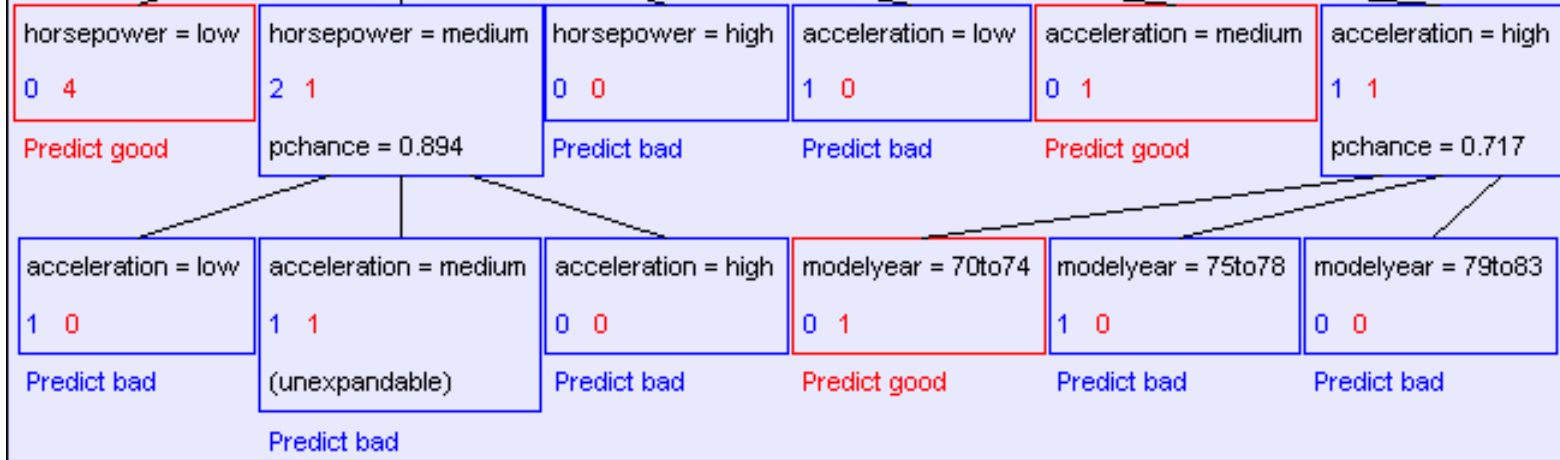 horsepower = low
0 4
Predict good
horsepower = medium
2 1
pchance = 0.894
horsepower = high
0 0
Predict bad
acceleration = low
1 0
Predict bad
acceleration = medium
0 1
Predict good
acceleration = high
1 1
pchance = 0.717
acceleration = low
1 0
Predict bad
acceleration = medium
1 1
(unexpandable)
Predict bad
acceleration = high
0 0
Predict bad
modelyear = 70to74
0 1
Predict good
modelyear = 75to78
1 0
Predict bad
modelyear = 79to83
0 0
Predict bad